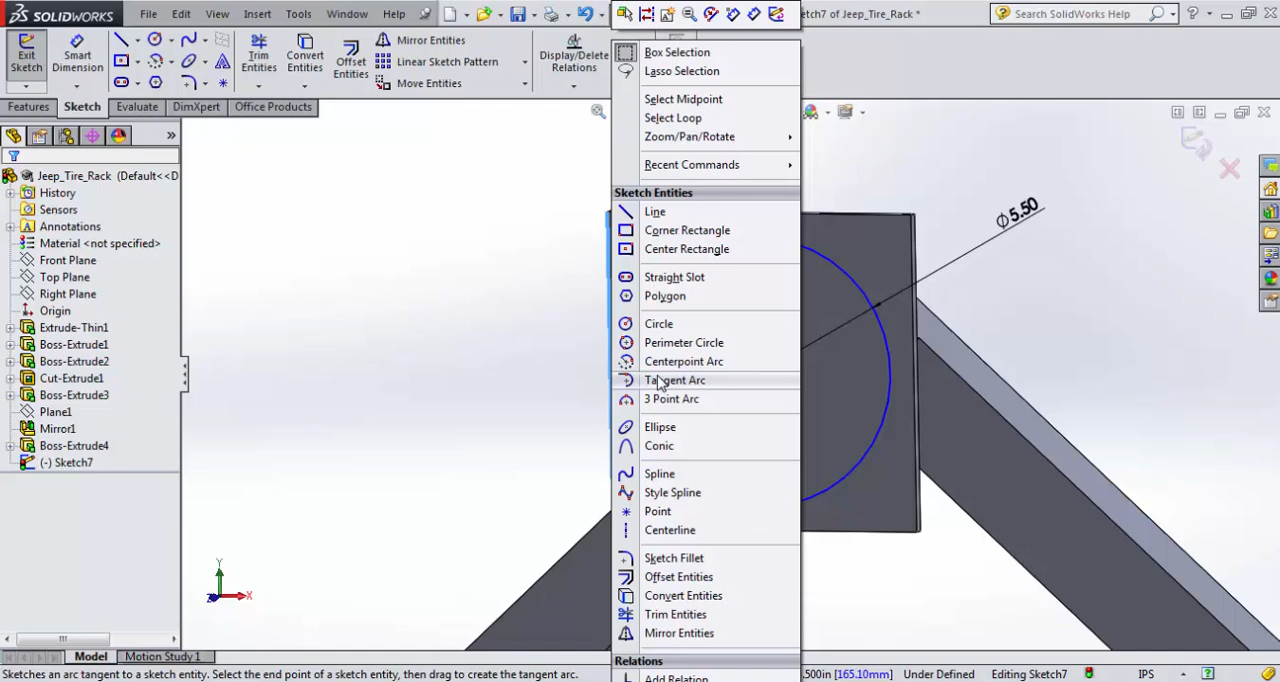 SOLIDWORKS
File Edit View Insert Tools Window Help
tch7 of Jeep_Tire_Rack *
Search SolidWorks Help
Exit Sketch
Smart Dimension
Trim Entities
Convert Entities
Offset Entities
Mirror Entities
Linear Sketch Pattern
Move Entities
Display/Delete Relations
Features Sketch Evaluate DimXpert Office Products
Jeep_Tire_Rack (Default<<D
History
Sensors
Annotations
Material <not specified>
Front Plane
Top Plane
Right Plane
Origin
Extrude-Thin1
Boss-Extrude1
Boss-Extrude2
Cut-Extrude1
Boss-Extrude3
Plane1
Mirror1
Boss-Extrude4
(-) Sketch7
Box Selection
Lasso Selection
Select Midpoint
Select Loop
Zoom/Pan/Rotate
Recent Commands
Sketch Entities
Line
Corner Rectangle
Center Rectangle
Straight Slot
Polygon
Circle
Perimeter Circle
Centerpoint Arc
Tangent Arc
3 Point Arc
Ellipse
Conic
Spline
Style Spline
Point
Centerline
Sketch Fillet
Offset Entities
Convert Entities
Trim Entities
Mirror Entities
Relations
Add Relation
∅5.50
Y
X
Z
Model Motion Study 1
Sketches an arc tangent to a sketch entity. Select the end point of a sketch entity, then drag to create the tangent arc.
.500in [165.10mm] Under Defined Editing Sketch7 IPS